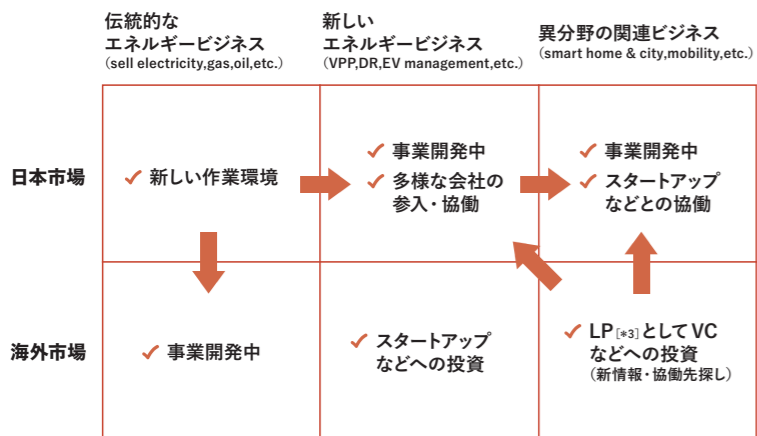 伝統的な
エネルギービジネス
（sell electricity,gas,oil,etc.）
新しい
エネルギービジネス
（VPP,DR,EV management,etc.）
異分野の関連ビジネス
（smart home & city,mobility,etc.）
日本市場
✓ 新しい作業環境
✓ 事業開発中
✓ 多様な会社の
参入・協働
✓ 事業開発中
✓ スタートアップ
などとの協働
海外市場
✓ 事業開発中
✓ スタートアップ
などへの投資
✓ LP[*3]としてVC
などへの投資
（新情報・協働先探し）